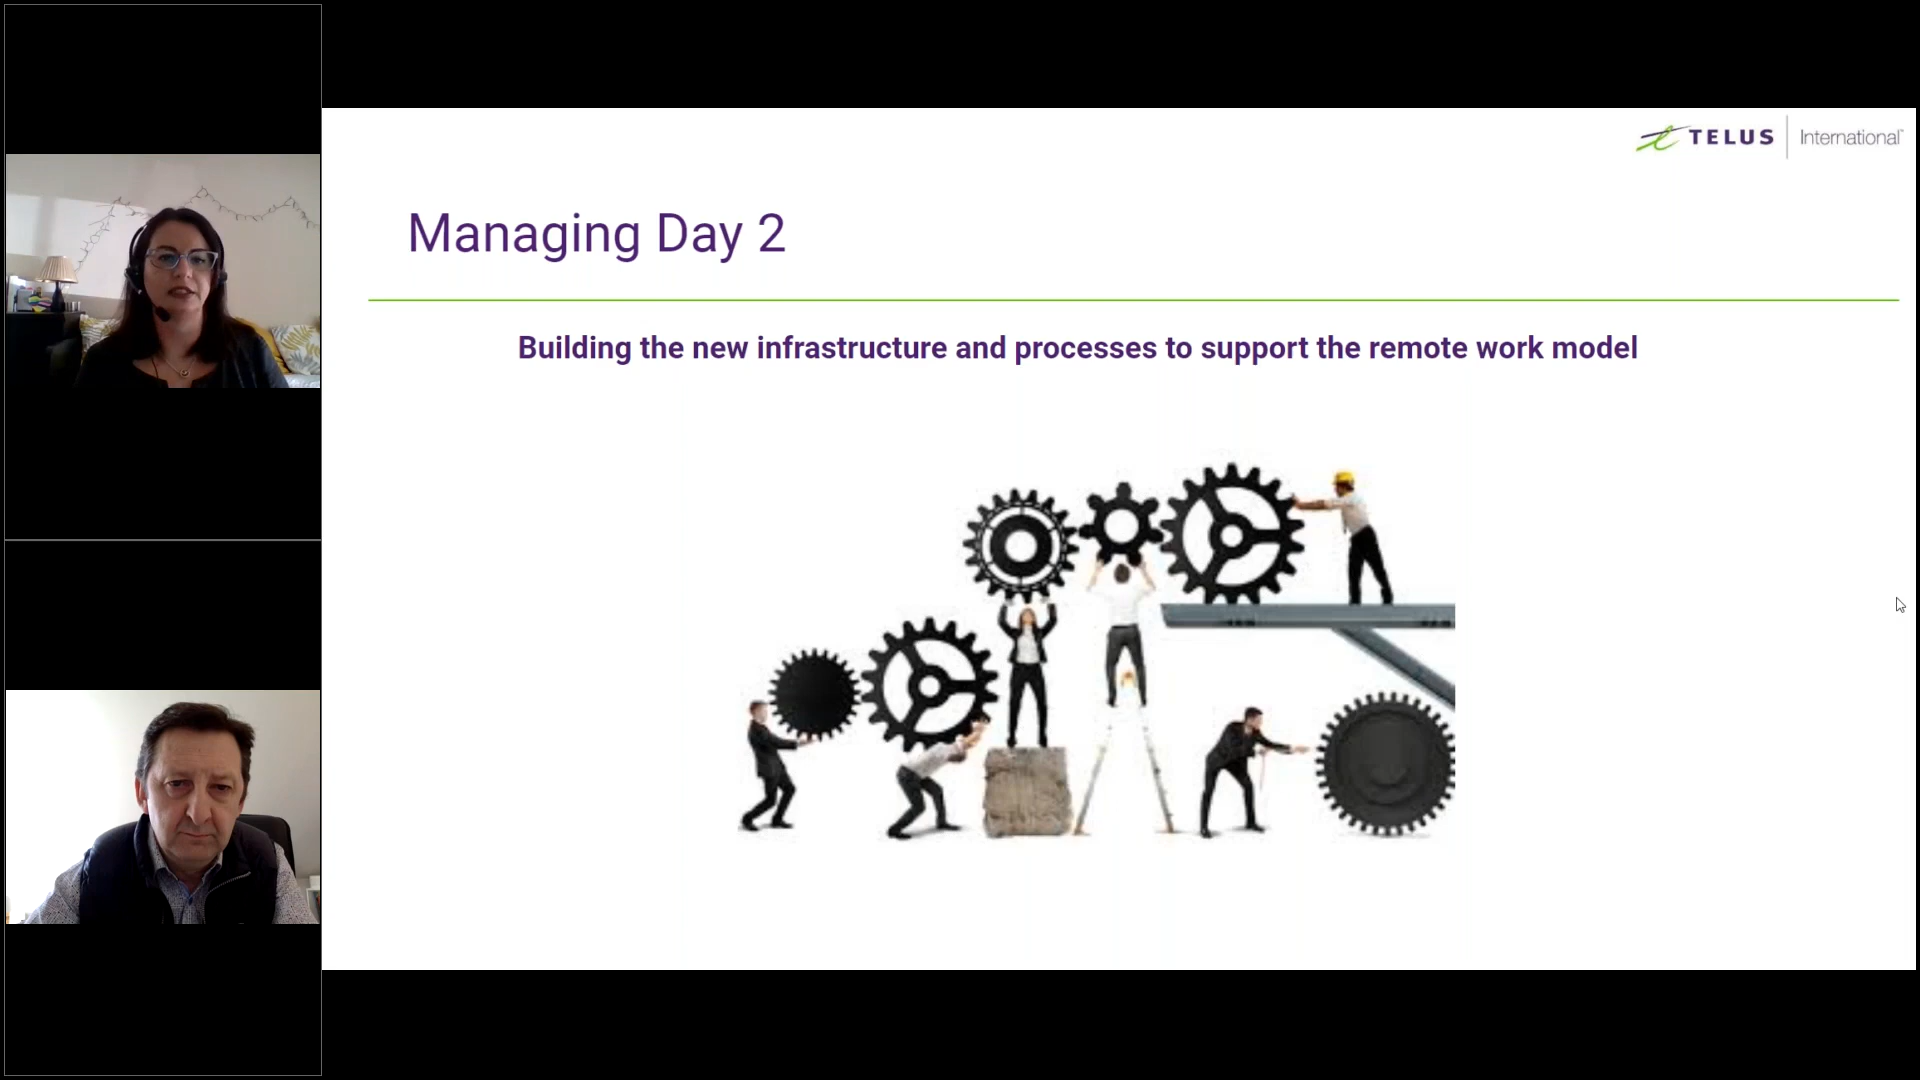 TELUS International
Managing Day 2
Building the new infrastructure and processes to support the remote work model